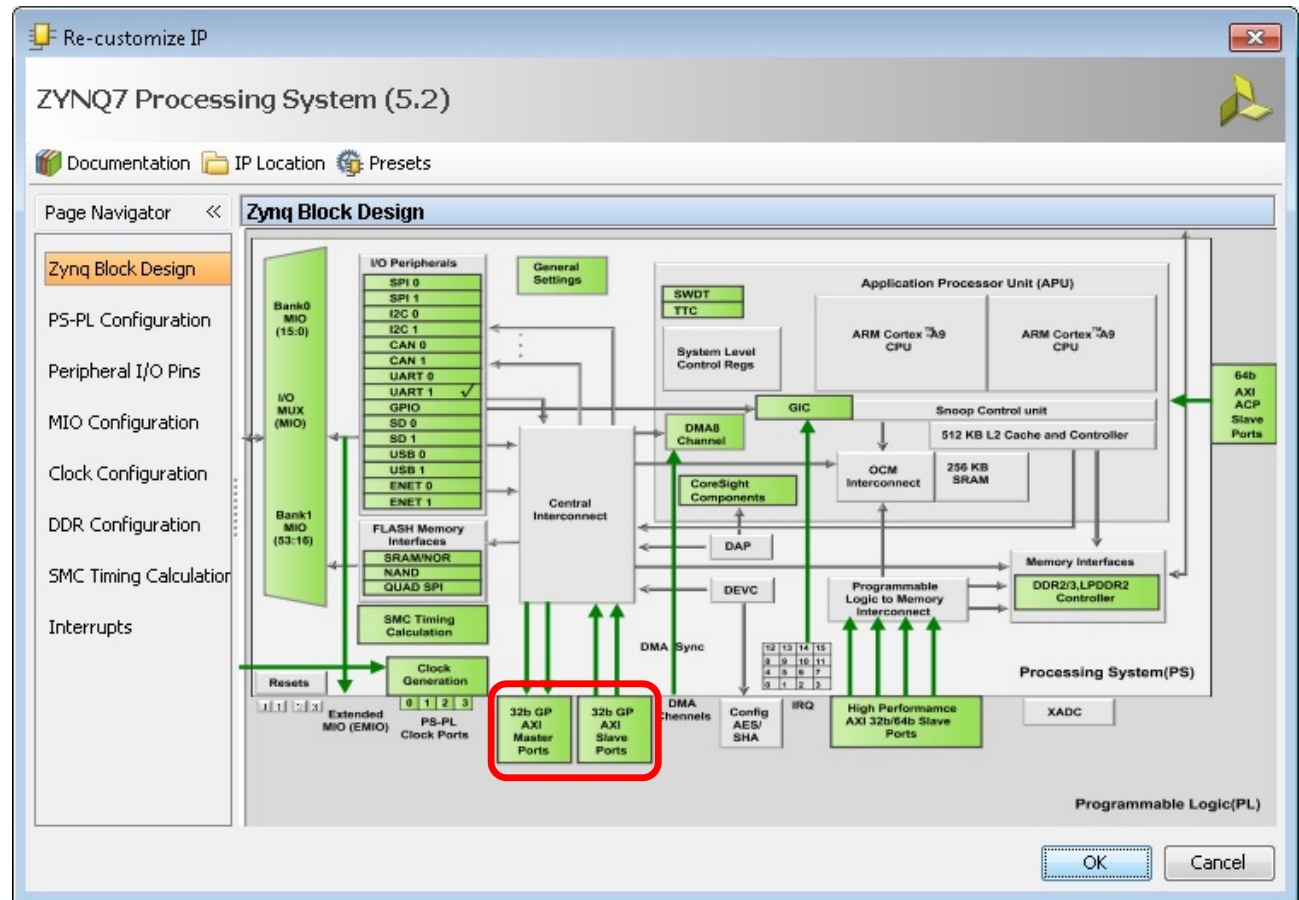 Re-customize IP
ZYNQ7 Processing System (5.2)
Documentation IP Location Presets
Page Navigator «
Zynq Block Design
PS-PL Configuration
Peripheral I/O Pins
MIO Configuration
Clock Configuration
DDR Configuration
SMC Timing Calculation
Interrupts
Zynq Block Design
Bank0
MIO
(15:0)
I/O
MUX
(MIO)
Bank1
MIO
(53:16)
I/O Peripherals
SPI 0
SPI 1
I2C 0
I2C 1
CAN 0
CAN 1
UART 0
UART 1 ✓
GPIO
SD 0
SD 1
USB 0
USB 1
ENET 0
ENET 1
FLASH Memory
Interfaces
SRAM/NOR
NAND
QUAD SPI
SMC Timing
Calculation
General
Settings
Application Processor Unit (APU)
SWDT
TTC
System Level
Control Regs
ARM Cortex™-A9
CPU
ARM Cortex™-A9
CPU
GIC
Snoop Control unit
DMA8
Channel
512 KB L2 Cache and Controller
OCM
Interconnect
256 KB
SRAM
CoreSight
Components
Central
Interconnect
DAP
DEVC
Programmable
Logic to Memory
Interconnect
Memory Interfaces
DDR2/3,LPDDR2
Controller
64b
AXI
ACP
Slave
Ports
DMA Sync
12 13 14 15
8 9 10 11
4 5 6 7
0 1 2 3
Processing System(PS)
Resets
Clock
Generation
0 1 2 3
Extended
MIO (EMIO)
PS-PL
Clock Ports
32b GP
AXI
Master
Ports
32b GP
AXI
Slave
Ports
DMA
Channels
Config
AES/
SHA
IRQ
High Performamce
AXI 32b/64b Slave
Ports
XADC
Programmable Logic(PL)
OK Cancel